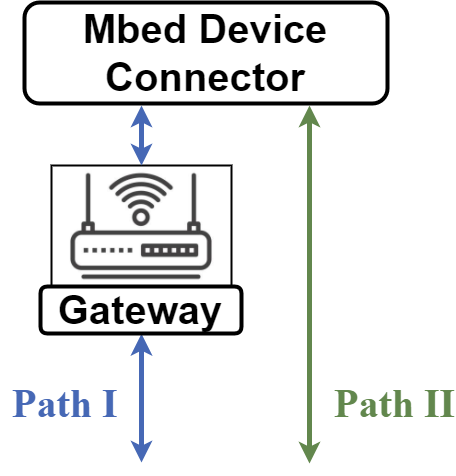 Mbed Device
Connector
Gateway
Path I
Path II